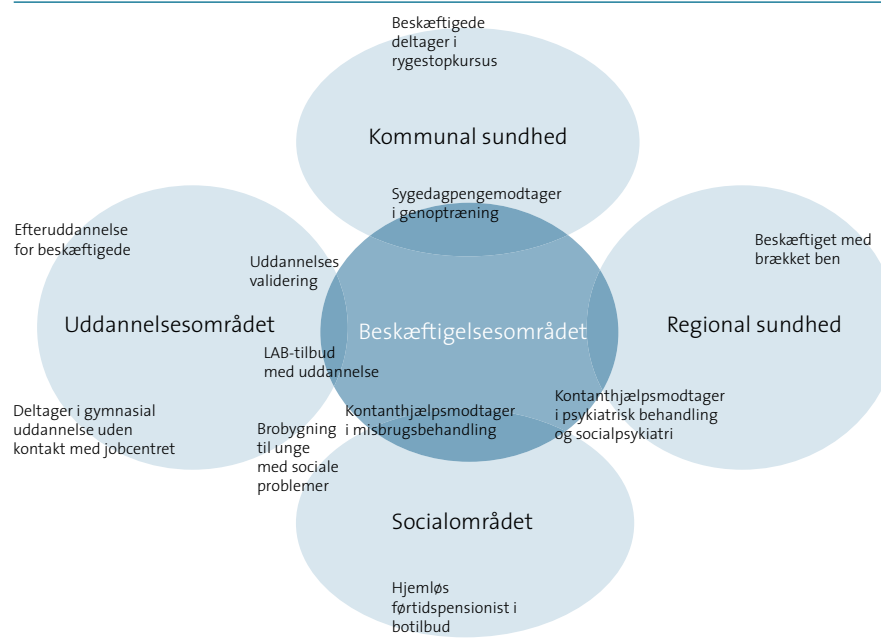 Beskæftigede
deltager i
rygestopkursus
Kommunal sundhed
Sygedagpengemodtager
i genoptræning
Efteruddannelse
for beskæftigede
Uddannelses
validering
Beskæftiget med
brækket ben
Uddannelsesområdet
Beskæftigelsesområdet
Regional sundhed
LAB-tilbud
med uddannelse
Deltager i gymnasial
uddannelse uden
kontakt med jobcentret
Brobygning
til unge
med sociale
problemer
Kontanthjælpsmodtager
i misbrugsbehandling
Kontanthjælpsmodtager
i psykiatrisk behandling
og socialpsykiatri
Socialområdet
Hjemløs
førtidspensionist i
botilbud